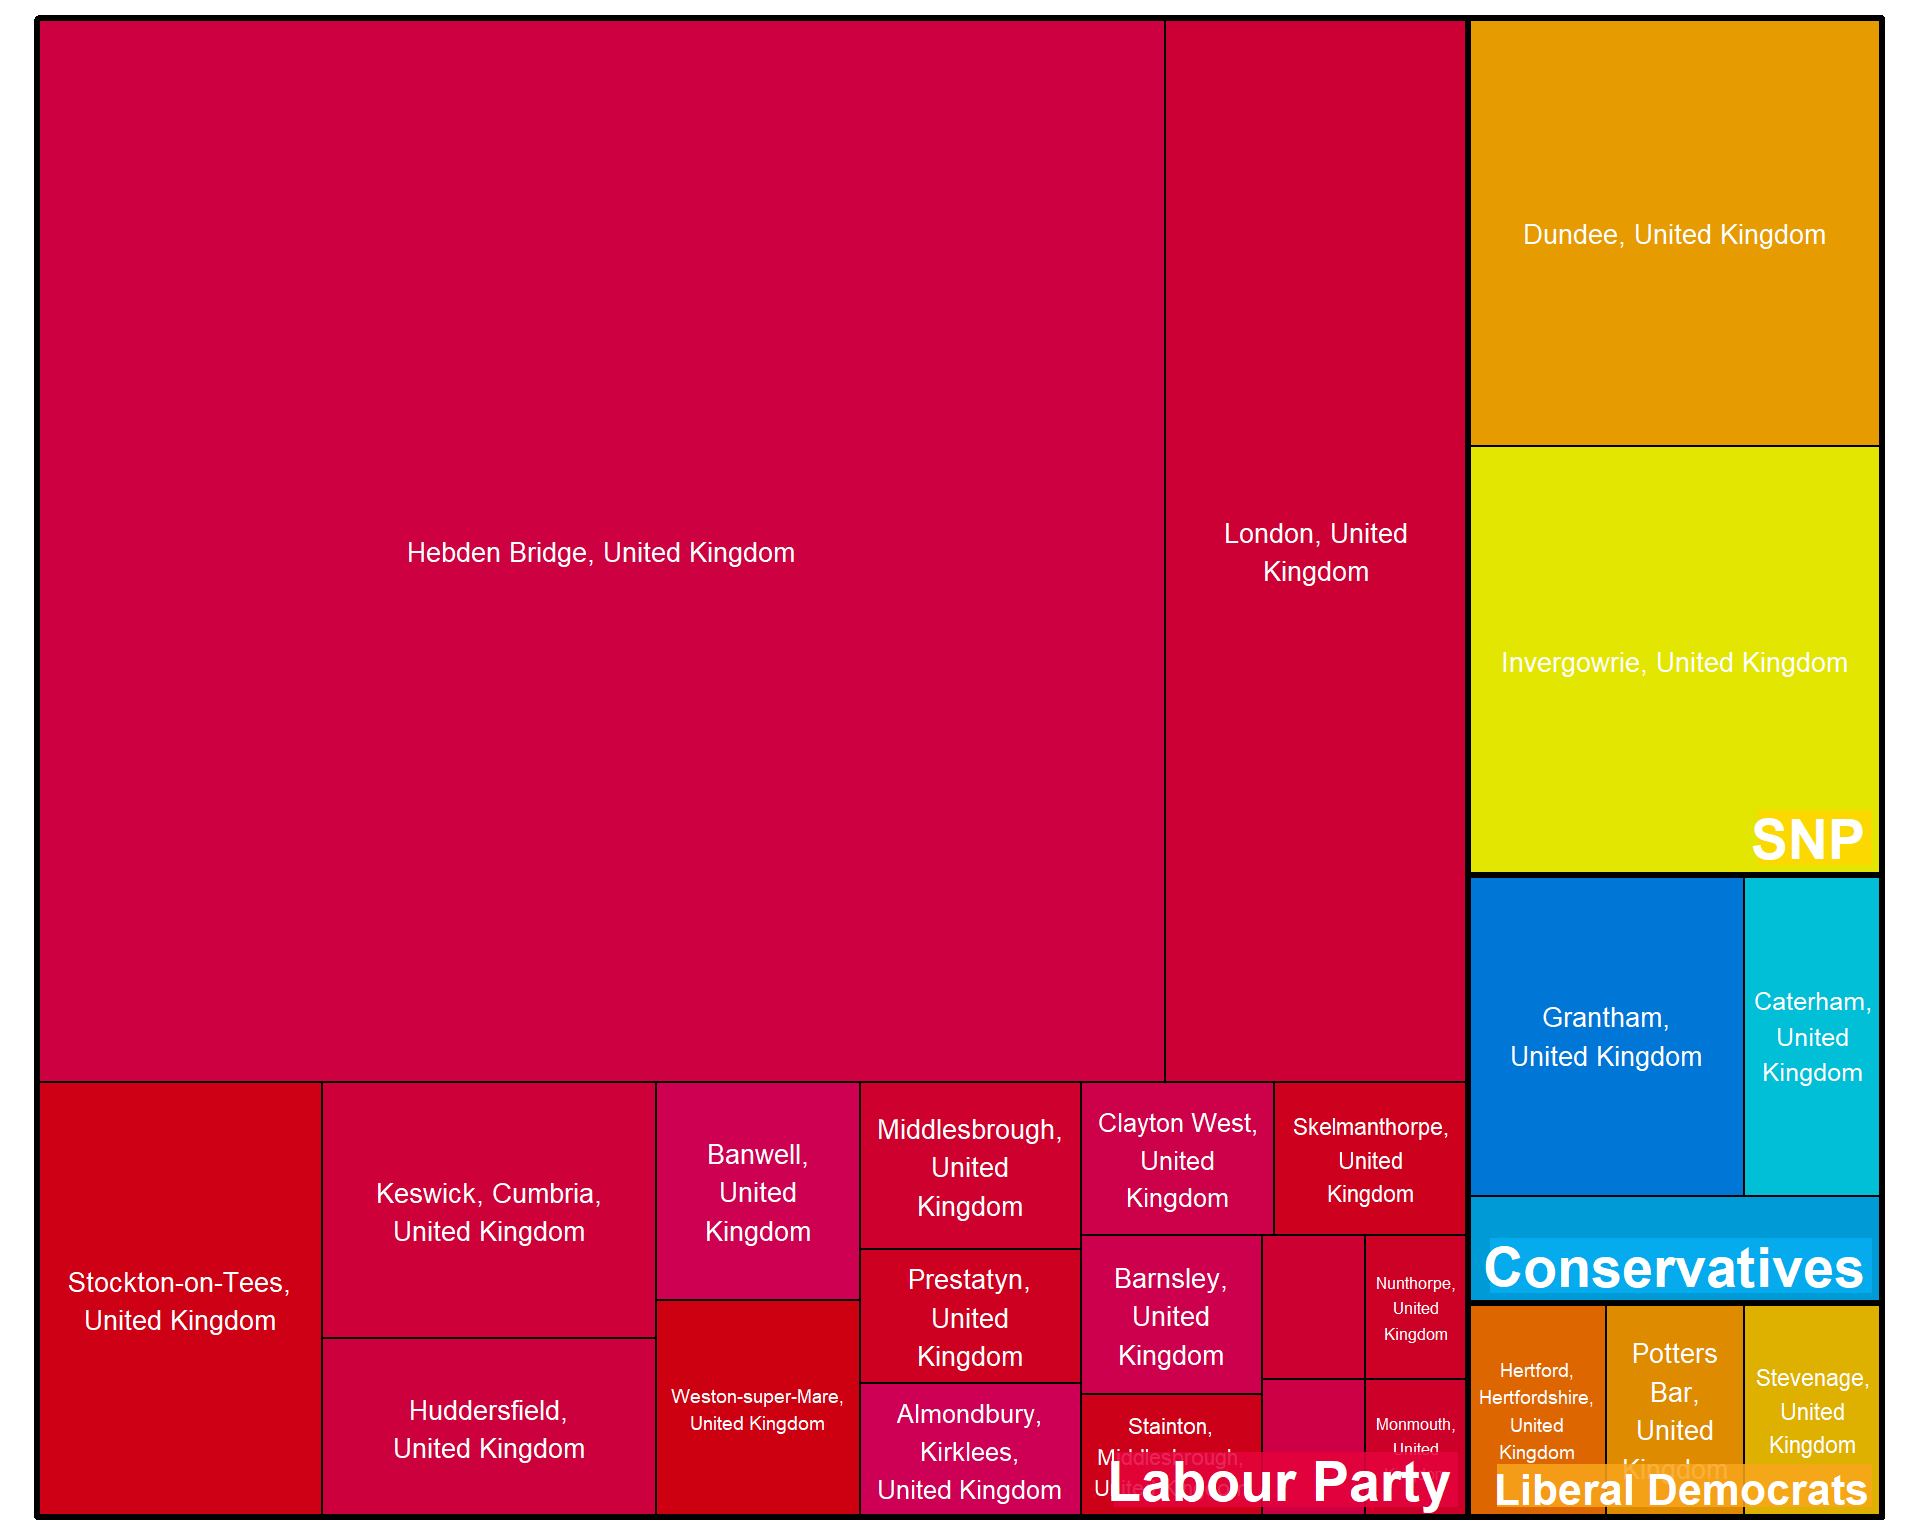 Hebden Bridge, United Kingdom
London, United
Kingdom
Dundee, United Kingdom
Invergowrie, United Kingdom
SNP
Grantham,
United Kingdom
Caterham,
United
Kingdom
Conservatives
Stockton-on-Tees,
United Kingdom
Keswick, Cumbria,
United Kingdom
Huddersfield,
United Kingdom
Banwell,
United
Kingdom
Weston-super-Mare,
United Kingdom
Middlesbrough,
United
Kingdom
Prestatyn,
United
Kingdom
Almondbury,
Kirklees,
United Kingdom
Clayton West,
United
Kingdom
Skelmanthorpe,
United
Kingdom
Barnsley,
United
Kingdom
Stainton,
Middlesbrough,
United Kingdom
Nunthorpe,
United
Kingdom
Monmouth,
United
Labour Party
Hertford,
Hertfordshire,
United
Kingdom
Potters
Bar,
United
Kingdom
Stevenage,
United
Kingdom
Liberal Democrats